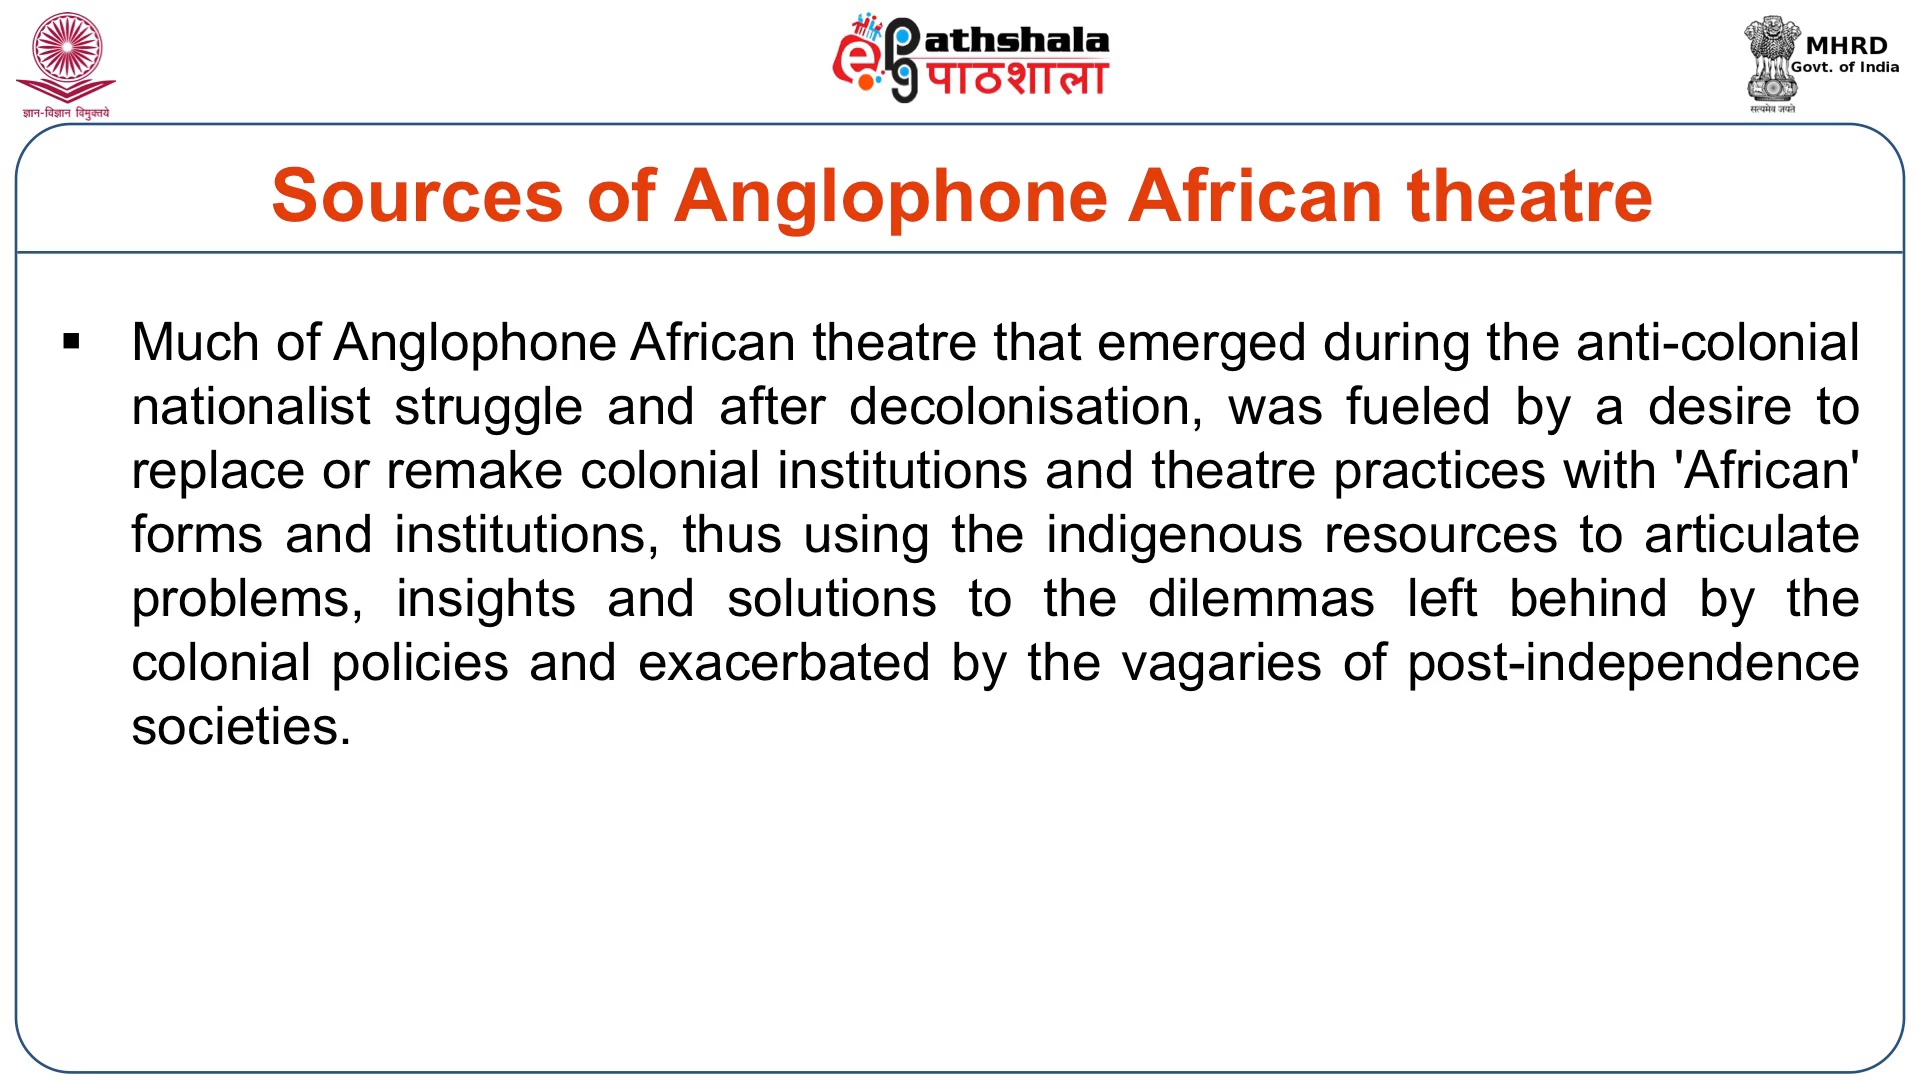 ज्ञान-विज्ञान विमुक्तये
ePg Pathshala
पाठशाला
MHRD
Govt. of India
सत्यमेव जयते
Sources of Anglophone African theatre
▪ Much of Anglophone African theatre that emerged during the anti-colonial
nationalist struggle and after decolonisation, was fueled by a desire to
replace or remake colonial institutions and theatre practices with 'African'
forms and institutions, thus using the indigenous resources to articulate
problems, insights and solutions to the dilemmas left behind by the
colonial policies and exacerbated by the vagaries of post-independence
societies.